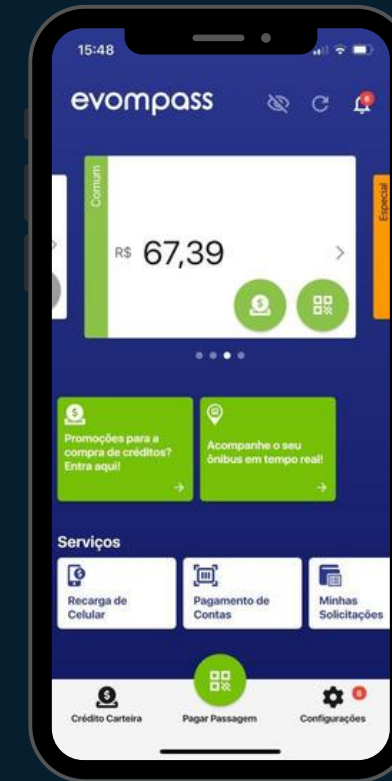 15:48
evompass
Comum
R$ 67,39
Especial
Promoções para a
compra de créditos?
Entra aqui!
Acompanhe o seu
ônibus em tempo real!
Serviços
Recarga de
Celular
Pagamento de
Contas
Minhas
Solicitações
Crédito Carteira
Pagar Passagem
Configurações